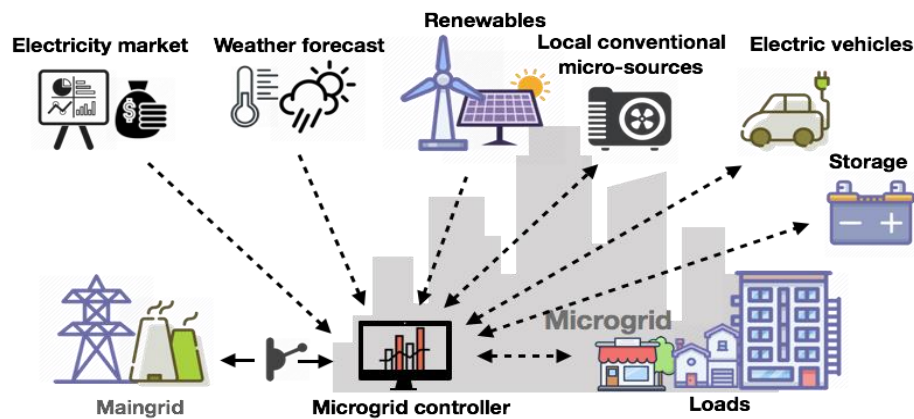 Renewables
Electricity market
Weather forecast
Local conventional
micro-sources
Electric vehicles
Storage
$
Microgrid
Maingrid
Microgrid controller
Loads